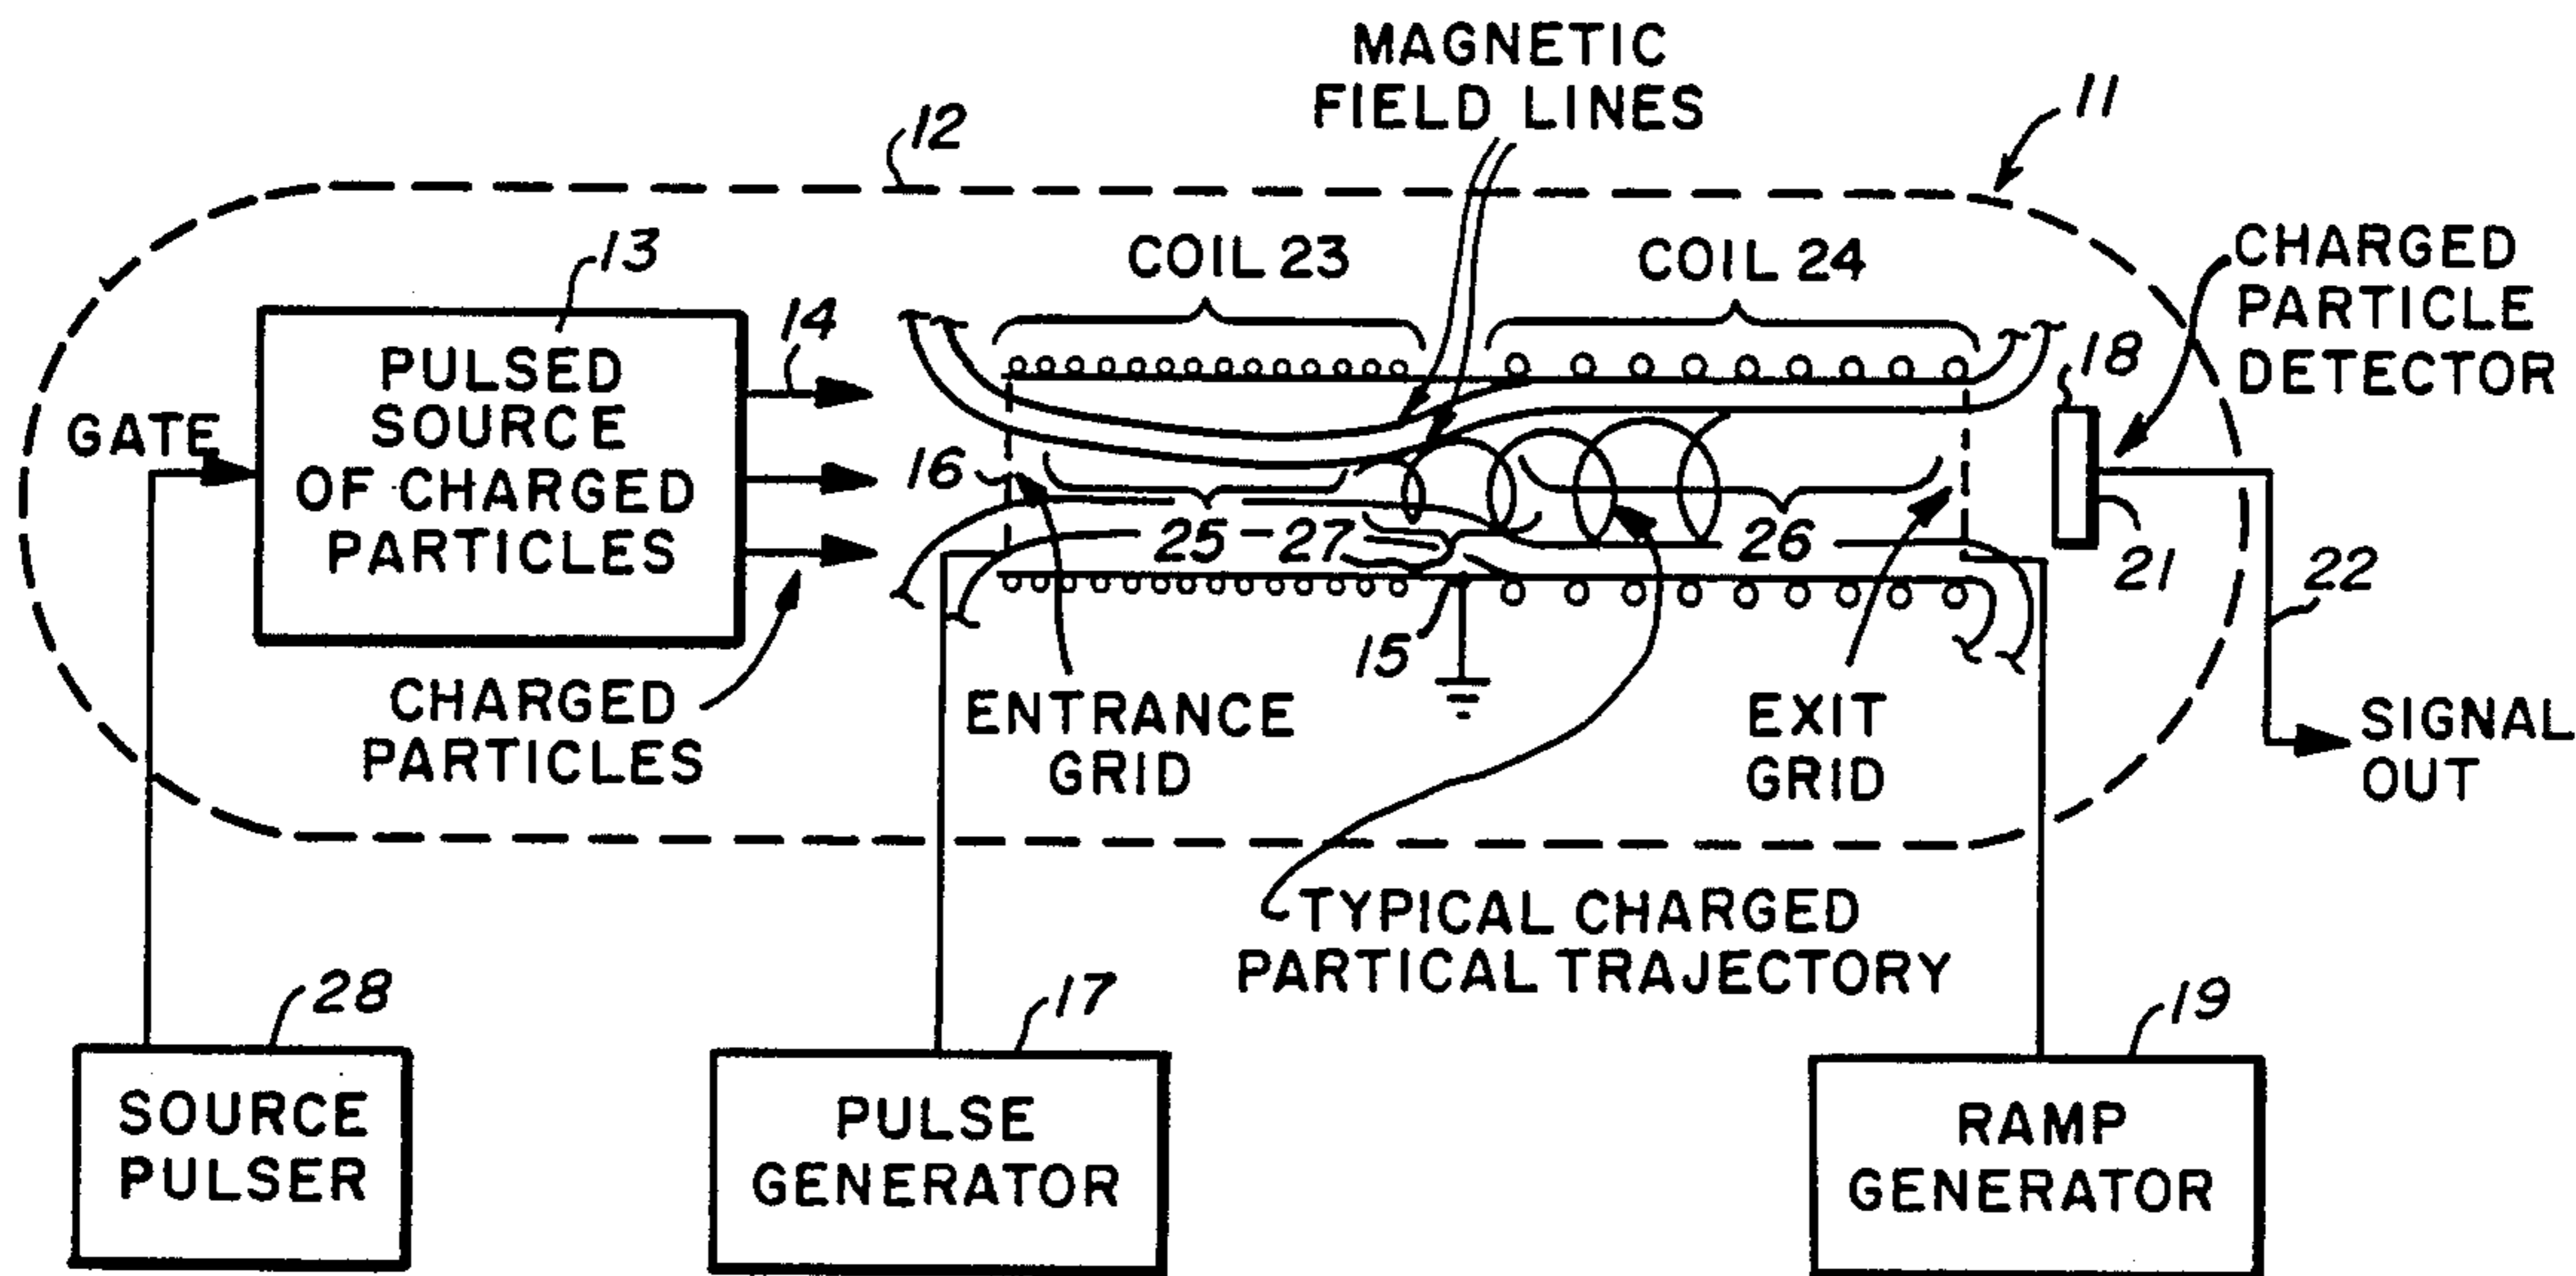 MAGNETIC
FIELD LINES
11
12
13
14
COIL 23
COIL 24
CHARGED
PARTICLE
DETECTOR
18
GATE
PULSED
SOURCE
OF CHARGED
PARTICLES
16
25
27
26
21
22
15
CHARGED
PARTICLES
ENTRANCE
GRID
EXIT
GRID
SIGNAL
OUT
TYPICAL CHARGED
PARTICAL TRAJECTORY
28
SOURCE
PULSER
17
PULSE
GENERATOR
19
RAMP
GENERATOR